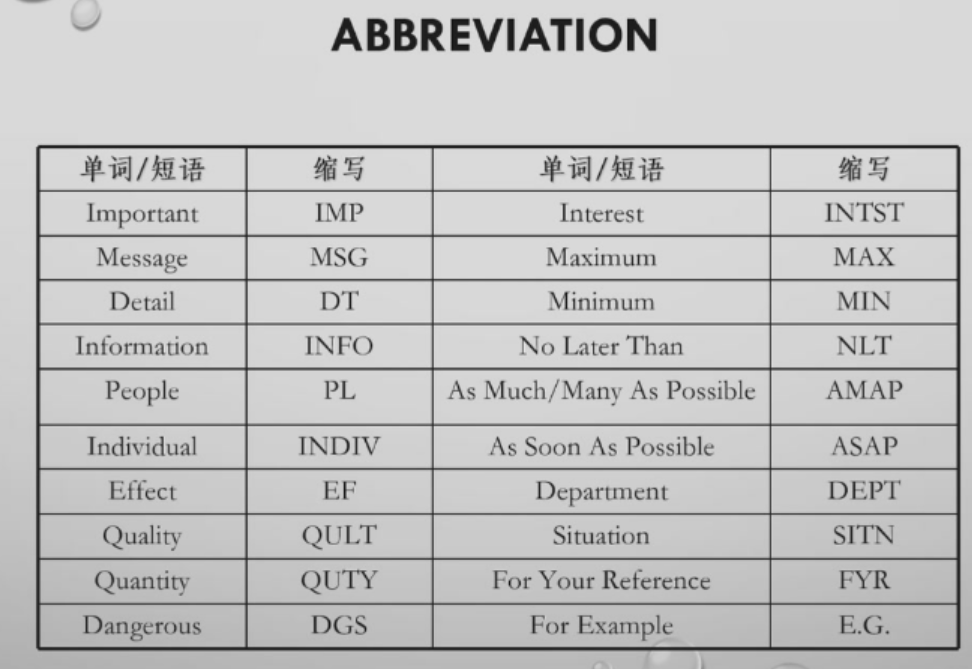 ABBREVIATION
单词/短语 缩写 单词/短语 缩写
Important IMP Interest INTST
Message MSG Maximum MAX
Detail DT Minimum MIN
Information INFO No Later Than NLT
People PL As Much/Many As Possible AMAP
Individual INDIV As Soon As Possible ASAP
Effect EF Department DEPT
Quality QULT Situation SITN
Quantity QUTY For Your Reference FYR
Dangerous DGS For Example E.G.